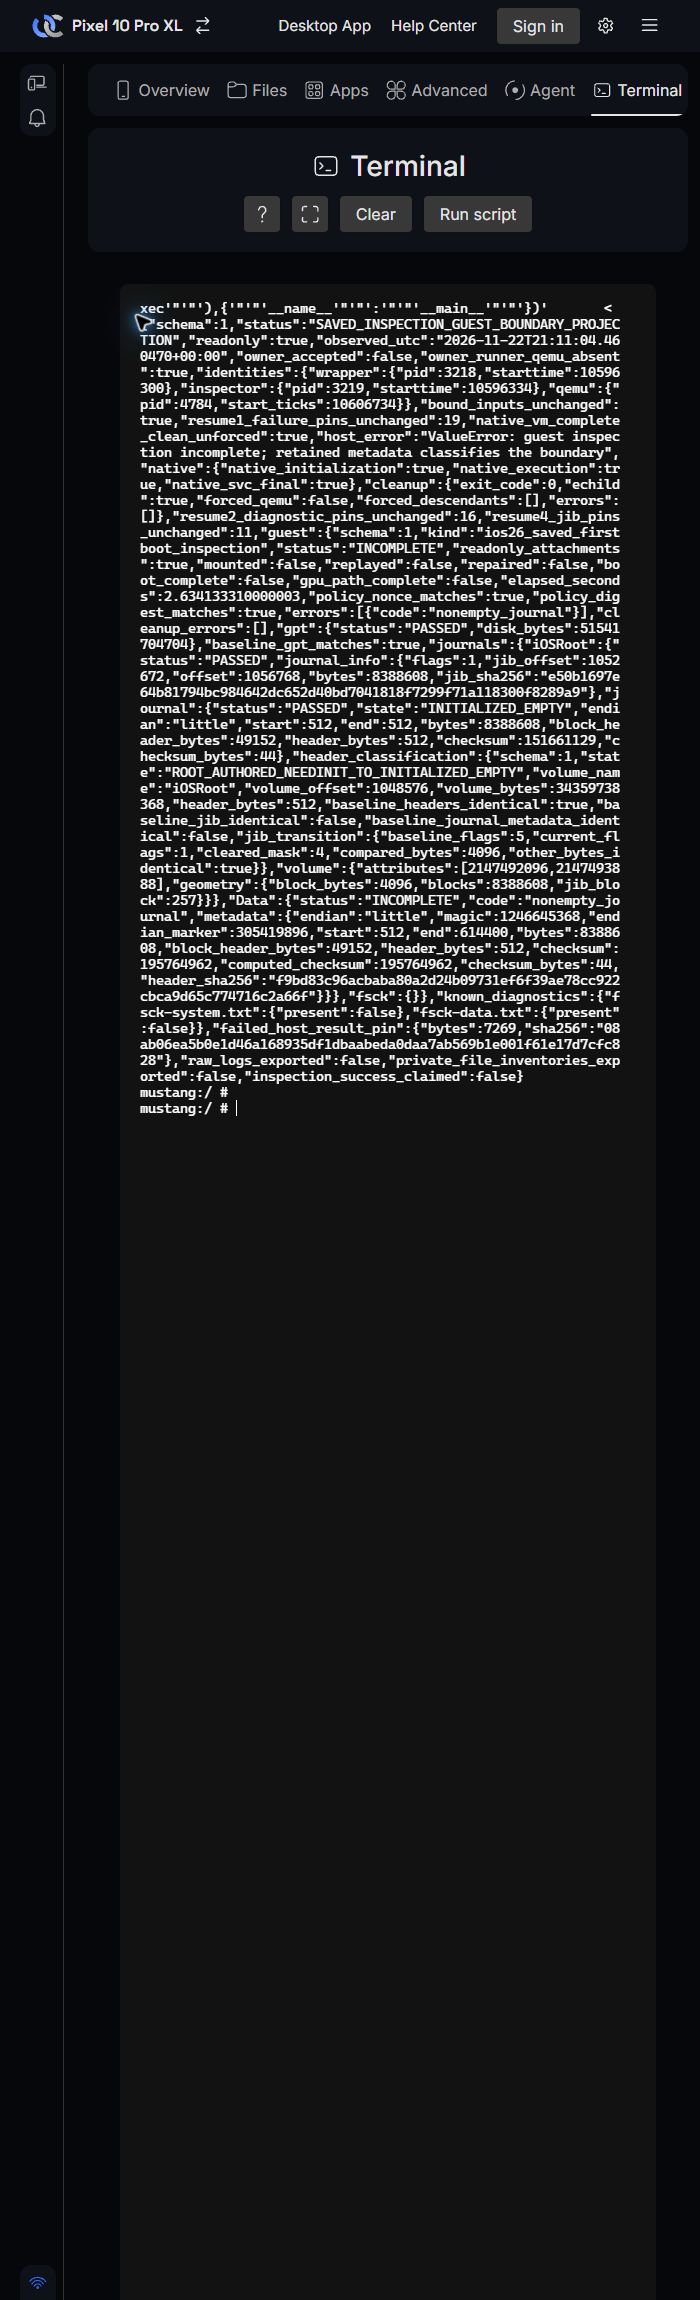 Pixel 10 Pro XL
Desktop App
Help Center
Sign in
Overview
Files
Apps
Advanced
Agent
Terminal
Terminal
?
Clear
Run script
xec'"'"'),{'"'"'__name__'"'"':'"'"'__main__'"'"'})' <
"schema":1,"status":"SAVED_INSPECTION_GUEST_BOUNDARY_PROJEC
TION","readonly":true,"observed_utc":"2026-11-22T21:11:04.46
0470+00:00","owner_accepted":false,"owner_runner_qemu_absent
":true,"identities":{"wrapper":{"pid":3218,"starttime":10596
300},"inspector":{"pid":3219,"starttime":10596334},"qemu":{"
pid":4784,"start_ticks":10606734}},"bound_inputs_unchanged":
true,"resume1_failure_pins_unchanged":19,"native_vm_complete
_clean_unforced":true,"host_error":"ValueError: guest inspec
tion incomplete; retained metadata classifies the boundary",
"native":{"native_initialization":true,"native_execution":tr
ue,"native_svc_final":true},"cleanup":{"exit_code":0,"echild
":true,"forced_qemu":false,"forced_descendants":[],"errors":
[]},"resume2_diagnostic_pins_unchanged":16,"resume4_jib_pins
_unchanged":11,"guest":{"schema":1,"kind":"ios26_saved_first
boot_inspection","status":"INCOMPLETE","readonly_attachments
":true,"mounted":false,"replayed":false,"repaired":false,"bo
ot_complete":false,"gpu_path_complete":false,"elapsed_second
s":2.634133310000003,"policy_nonce_matches":true,"policy_dig
est_matches":true,"errors":[{"code":"nonempty_journal"}],"cl
eanup_errors":[],"gpt":{"status":"PASSED","disk_bytes":51541
704704},"baseline_gpt_matches":true,"journals":{"iOSRoot":{"
status":"PASSED","journal_info":{"flags":1,"jib_offset":1052
672,"offset":1056768,"bytes":8388608,"jib_sha256":"e50b1697e
64b81794bc984642dc652d40bd7041818f7299f71a118300f8289a9"},"j
ournal":{"status":"PASSED","state":"INITIALIZED_EMPTY","endi
an":"little","start":512,"end":512,"bytes":8388608,"block_he
ader_bytes":49152,"header_bytes":512,"checksum":151661129,"c
hecksum_bytes":44},"header_classification":{"schema":1,"stat
e":"ROOT_AUTHORED_NEEDINIT_TO_INITIALIZED_EMPTY","volume_nam
e":"iOSRoot","volume_offset":1048576,"volume_bytes":34359738
368,"header_bytes":512,"baseline_headers_identical":true,"ba
seline_jib_identical":false,"baseline_journal_metadata_ident
ical":false,"jib_transition":{"baseline_flags":5,"current_fl
ags":1,"cleared_mask":4,"compared_bytes":4096,"other_bytes_i
dentical":true}},"volume":{"attributes":[2147492096,21474938
88],"geometry":{"block_bytes":4096,"blocks":8388608,"jib_blo
ck":257}}},"Data":{"status":"INCOMPLETE","code":"nonempty_jo
urnal","metadata":{"endian":"little","magic":1246645368,"end
ian_marker":305419896,"start":512,"end":614400,"bytes":83886
08,"block_header_bytes":49152,"header_bytes":512,"checksum":
195764962,"computed_checksum":195764962,"checksum_bytes":44,
"header_sha256":"f9bd83c96acbaba80a2d24b09731ef6f39ae78cc922
cbca9d65c774716c2a66f"}}},"fsck":{}},"known_diagnostics":{"f
sck-system.txt":{"present":false},"fsck-data.txt":{"present"
:false}},"failed_host_result_pin":{"bytes":7269,"sha256":"08
ab06ea5b0e1d46a168935df1dbaabeda0daa7ab569b1e001f61e17d7cfc8
28"},"raw_logs_exported":false,"private_file_inventories_exp
orted":false,"inspection_success_claimed":false}
mustang:/ #
mustang:/ #